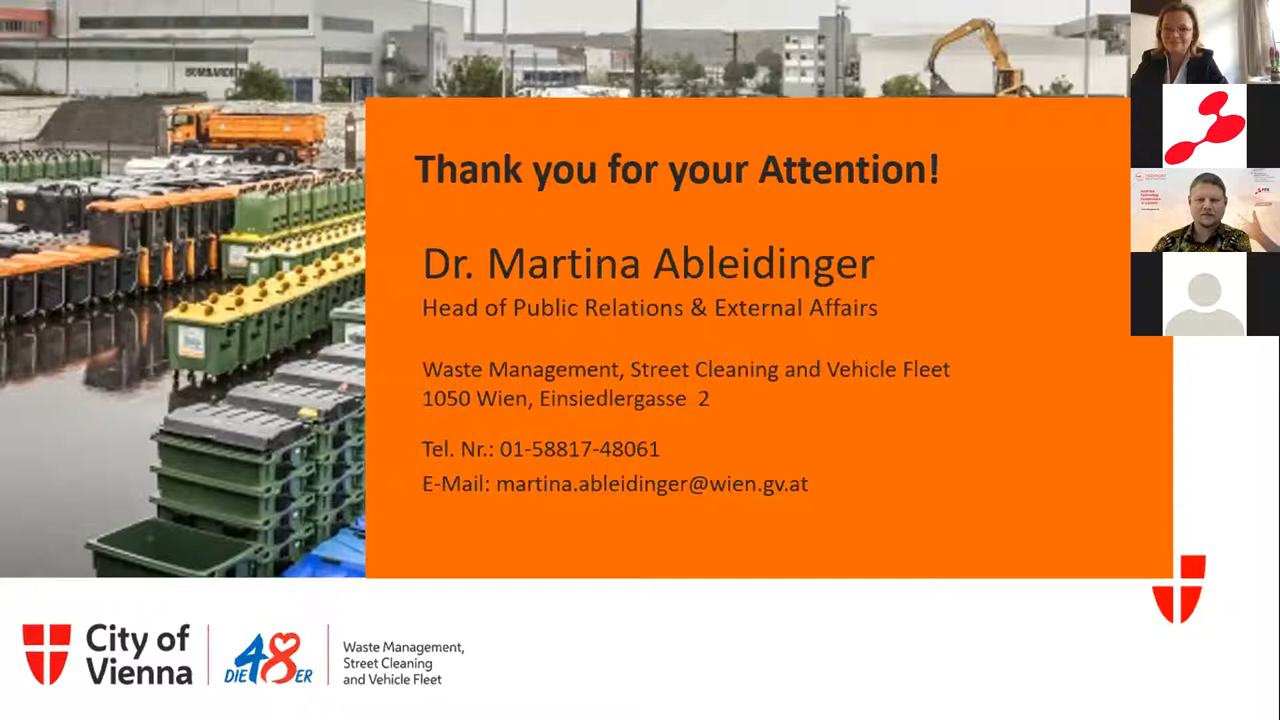 BOMBARDIER
Thank you for your Attention!
Dr. Martina Ableidinger
Head of Public Relations & External Affairs
Waste Management, Street Cleaning and Vehicle Fleet
1050 Wien, Einsiedlergasse 2
Tel. Nr.: 01-58817-48061
E-Mail: martina.ableidinger@wien.gv.at
City of
Vienna
DIE 48ER
Waste Management,
Street Cleaning
and Vehicle Fleet